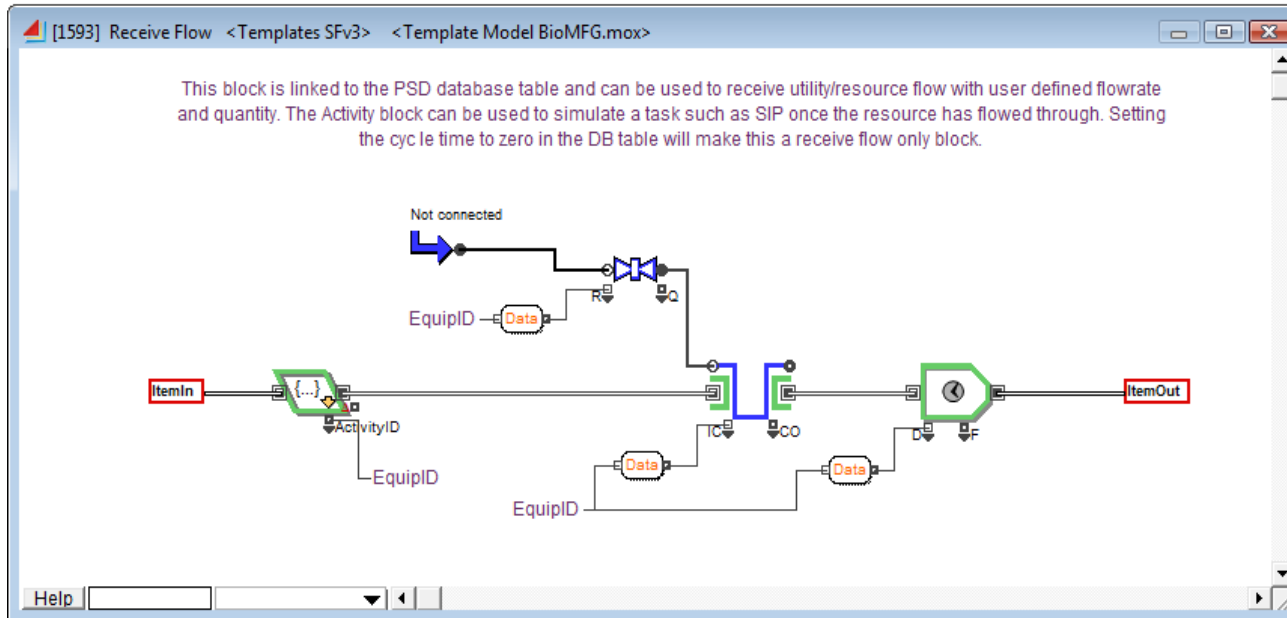 [1593] Receive Flow <Templates SFv3> <Template Model BioMFG.mox>
This block is linked to the PSD database table and can be used to receive utility/resource flow with user defined flowrate
and quantity. The Activity block can be used to simulate a task such as SIP once the resource has flowed through. Setting
the cyc le time to zero in the DB table will make this a receive flow only block.
Not connected
R
Q
EquipID
Data
ItemIn
{...}
ItemOut
ActivityID
IC
CO
D
F
EquipID
Data
Data
EquipID
Help